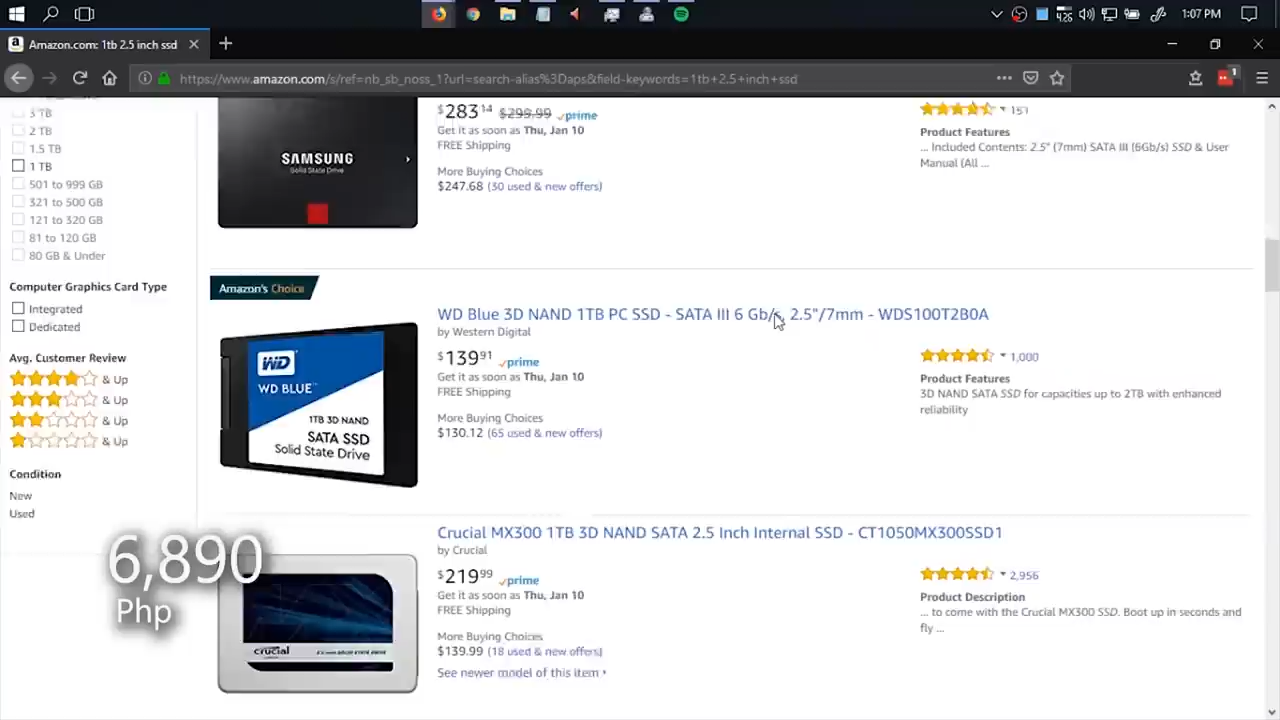 1:07 PM
Amazon.com: 1tb 2.5 inch ssd
https://www.amazon.com/s/ref=nb_sb_noss_1?url=search-alias%3Daps&field-keywords=1tb+2.5+inch+ssd
3 TB
2 TB
1.5 TB
1 TB
501 to 999 GB
321 to 500 GB
121 to 320 GB
81 to 120 GB
80 GB & Under
Computer Graphics Card Type
Integrated
Dedicated
Avg. Customer Review
& Up
& Up
& Up
& Up
Condition
New
Used
6,890
Php
SAMSUNG
Solid State Drive
$283.14 $299.99 prime
Get it as soon as Thu, Jan 10
FREE Shipping
More Buying Choices
$247.68 (30 used & new offers)
157
Product Features
... Included Contents: 2.5" (7mm) SATA III (6Gb/s) SSD & User
Manual (All ...
Amazon's Choice
WD
WD BLUE™
1TB 3D NAND
SATA SSD
Solid State Drive
WD Blue 3D NAND 1TB PC SSD - SATA III 6 Gb/s, 2.5"/7mm - WDS100T2B0A
by Western Digital
$139.91 prime
Get it as soon as Thu, Jan 10
FREE Shipping
More Buying Choices
$130.12 (65 used & new offers)
1,000
Product Features
3D NAND SATA SSD for capacities up to 2TB with enhanced
reliability
crucial
Crucial MX300 1TB 3D NAND SATA 2.5 Inch Internal SSD - CT1050MX300SSD1
by Crucial
$219.99 prime
Get it as soon as Thu, Jan 10
FREE Shipping
More Buying Choices
$139.99 (18 used & new offers)
See newer model of this item
2,956
Product Description
... to come with the Crucial MX300 SSD. Boot up in seconds and
fly ...